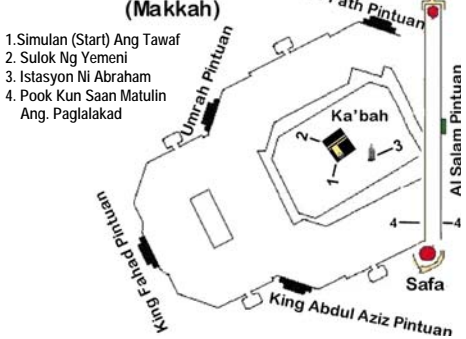 (Makkah)
1.Simulan (Start) Ang Tawaf
2. Sulok Ng Yemeni
3. Istasyon Ni Abraham
4. Pook Kun Saan Matulin
Ang. Paglalakad
Pintuan
Umrah Pintuan
Ka'bah
2
3
1
Al Salam Pintuan
4
4
King Fahad Pintuan
Safa
King Abdul Aziz Pintuan